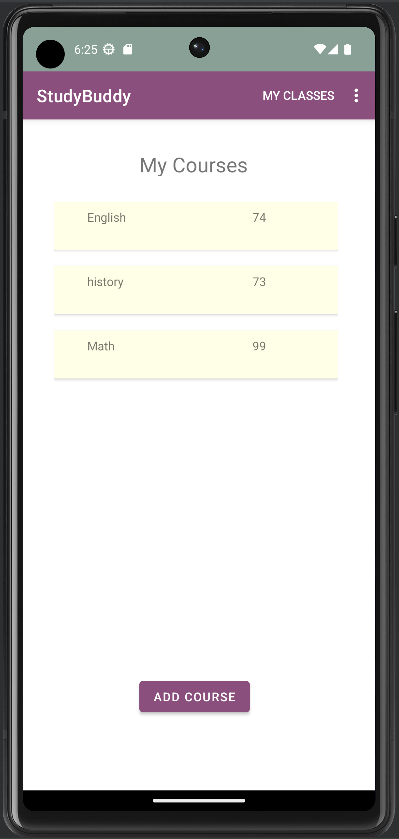 6:25
StudyBuddy MY CLASSES
My Courses
English 74
history 73
Math 99
ADD COURSE